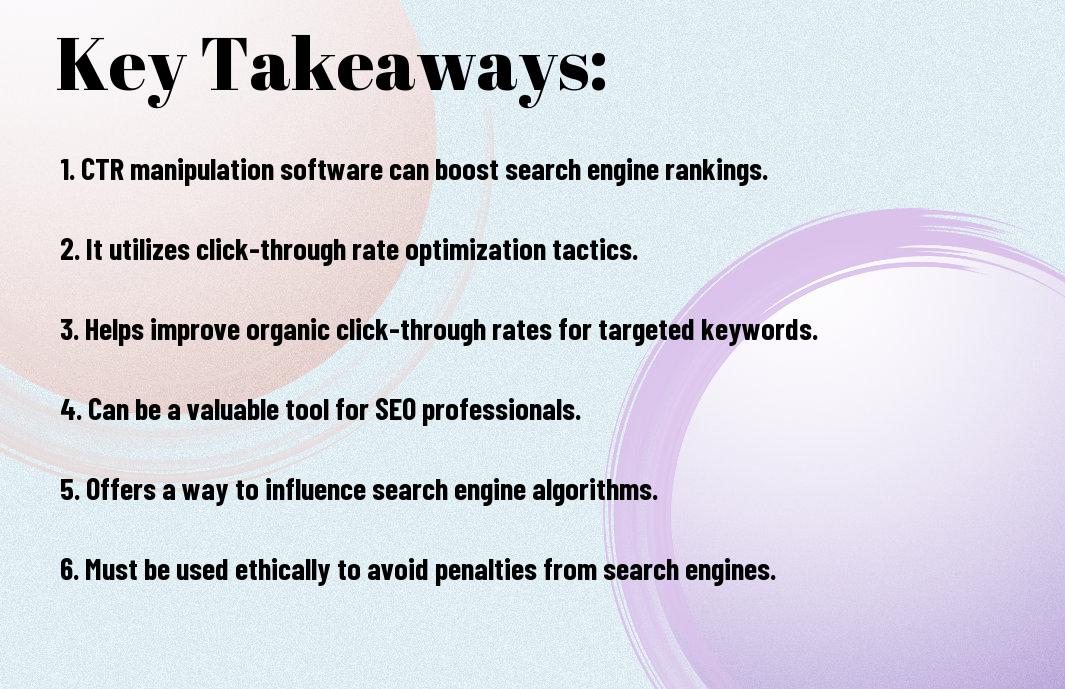 Key Takeaways:
1. CTR manipulation software can boost search engine rankings.
2. It utilizes click-through rate optimization tactics.
3. Helps improve organic click-through rates for targeted keywords.
4. Can be a valuable tool for SEO professionals.
5. Offers a way to influence search engine algorithms.
6. Must be used ethically to avoid penalties from search engines.